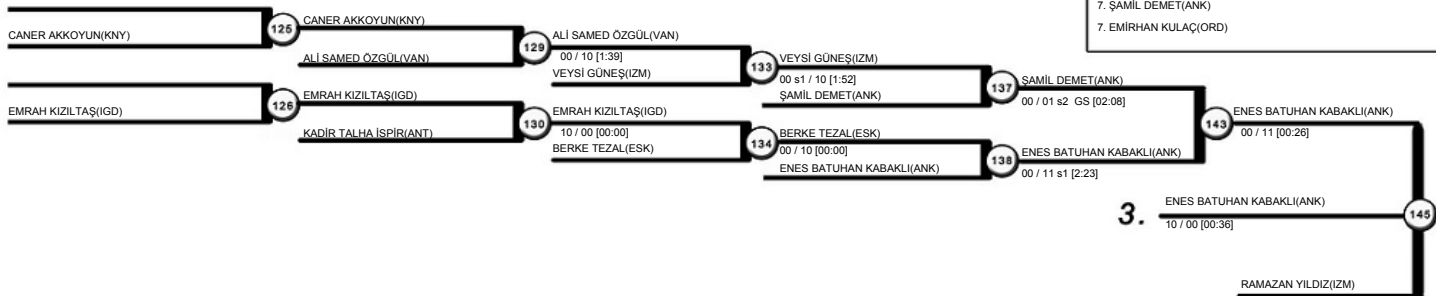 7. ŞAMİL DEMET(ANK)
7. EMİRHAN KULAÇ(ORD)
CANER AKKOYUN(KNY)
125
CANER AKKOYUN(KNY)
ALİ SAMED ÖZGÜL(VAN)
129
ALİ SAMED ÖZGÜL(VAN)
00 / 10 [1:39]
VEYSİ GÜNEŞ(IZM)
133
VEYSİ GÜNEŞ(IZM)
00 s1 / 10 [1:52]
ŞAMİL DEMET(ANK)
137
ŞAMİL DEMET(ANK)
00 / 01 s2 GS [02:08]
EMRAH KIZILTAŞ(IGD)
126
EMRAH KIZILTAŞ(IGD)
KADİR TALHA İSPİR(ANT)
130
EMRAH KIZILTAŞ(IGD)
10 / 00 [00:00]
BERKE TEZAL(ESK)
134
BERKE TEZAL(ESK)
00 / 10 [00:00]
ENES BATUHAN KABAKLI(ANK)
138
ENES BATUHAN KABAKLI(ANK)
00 / 11 s1 [2:23]
143
ENES BATUHAN KABAKLI(ANK)
00 / 11 [00:26]
3.
ENES BATUHAN KABAKLI(ANK)
10 / 00 [00:36]
145
RAMAZAN YILDIZ(IZM)